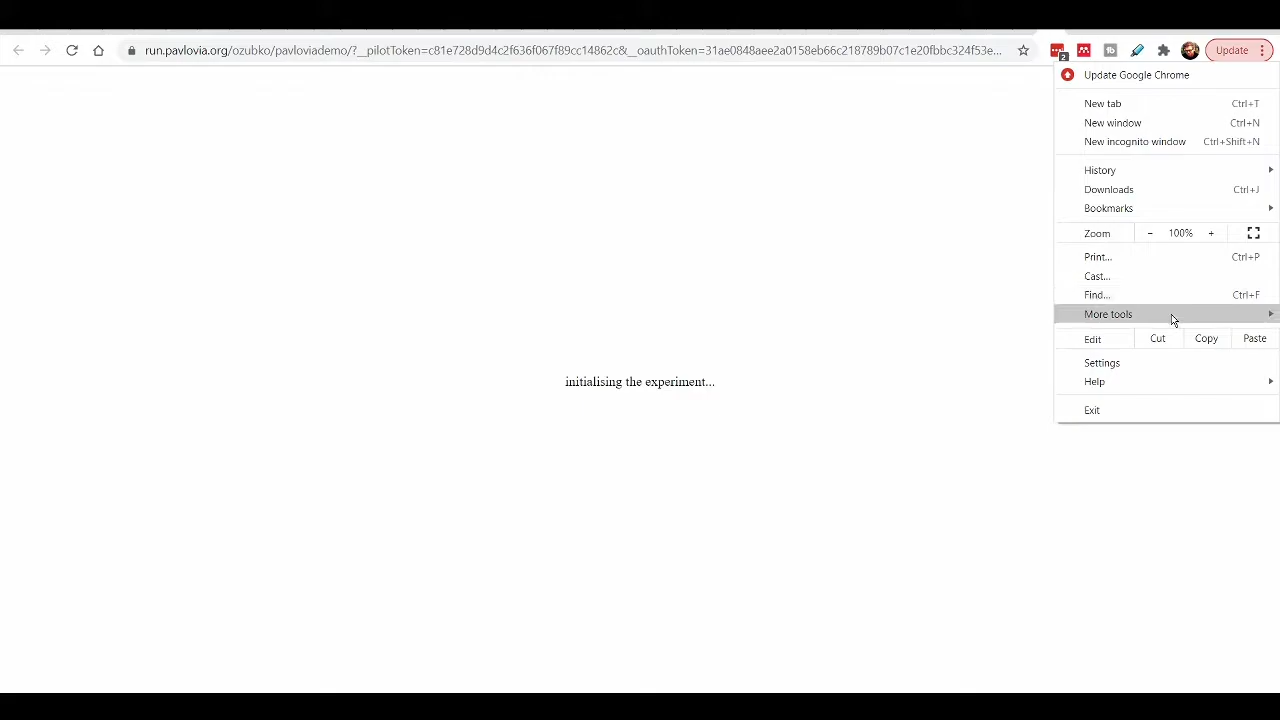 run.pavlovia.org/ozubko/pavloviademo/?__pilotToken=c81e728d9d4c2f636f067f89cc14862c&__oauthToken=31ae0848aee2a0158eb66c218789b07c1e20fbbc324f53e...
2
Update
Update Google Chrome
New tab Ctrl+T
New window Ctrl+N
New incognito window Ctrl+Shift+N
History
Downloads Ctrl+J
Bookmarks
Zoom - 100% +
Print... Ctrl+P
Cast...
Find... Ctrl+F
More tools
Edit Cut Copy Paste
Settings
Help
Exit
initialising the experiment...